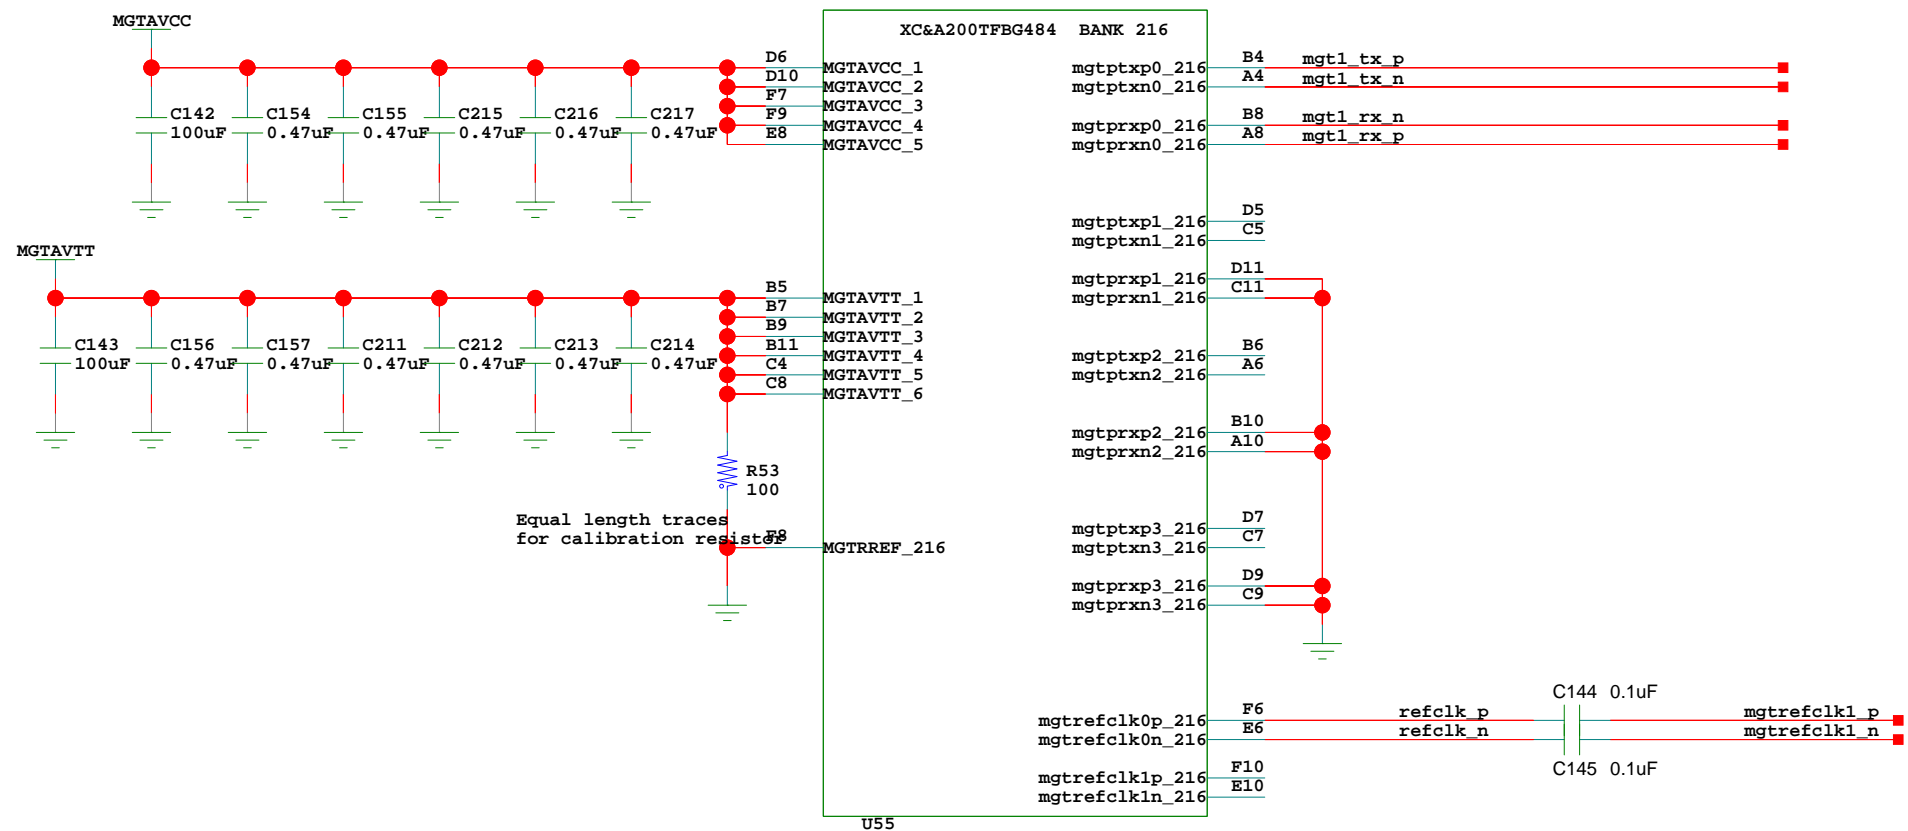 MGTAVCC
XC&A200TFBG484 BANK 216
D6 MGTAVCC_1
D10 MGTAVCC_2
F7 MGTAVCC_3
F9 MGTAVCC_4
E8 MGTAVCC_5
C142 100uF
C154 0.47uF
C155 0.47uF
C215 0.47uF
C216 0.47uF
C217 0.47uF
mgtptxp0_216 B4 mgt1_tx_p
mgtptxn0_216 A4 mgt1_tx_n
mgtprxp0_216 B8 mgt1_rx_n
mgtprxn0_216 A8 mgt1_rx_p
mgtptxp1_216 D5
mgtptxn1_216 C5
mgtprxp1_216 D11
mgtprxn1_216 C11
MGTAVTT
B5 MGTAVTT_1
B7 MGTAVTT_2
B9 MGTAVTT_3
B11 MGTAVTT_4
C4 MGTAVTT_5
C8 MGTAVTT_6
C143 100uF
C156 0.47uF
C157 0.47uF
C211 0.47uF
C212 0.47uF
C213 0.47uF
C214 0.47uF
mgtptxp2_216 B6
mgtptxn2_216 A6
mgtprxp2_216 B10
mgtprxn2_216 A10
R53
100
Equal length traces
for calibration resistor
F8 MGTRREF_216
mgtptxp3_216 D7
mgtptxn3_216 C7
mgtprxp3_216 D9
mgtprxn3_216 C9
C144 0.1uF
mgtrefclk0p_216 F6 refclk_p mgtrefclk1_p
mgtrefclk0n_216 E6 refclk_n mgtrefclk1_n
C145 0.1uF
mgtrefclk1p_216 F10
mgtrefclk1n_216 E10
U55